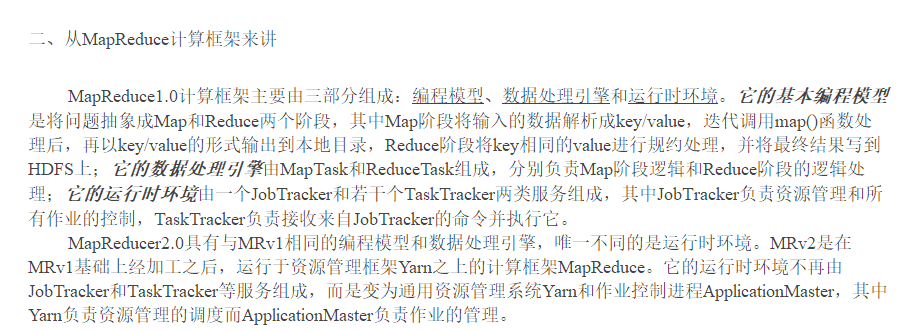 二、从MapReduce计算框架来讲
MapReduce1.0计算框架主要由三部分组成：编程模型、数据处理引擎和运行时环境。它的基本编程模型
是将问题抽象成Map和Reduce两个阶段，其中Map阶段将输入的数据解析成key/value，迭代调用map()函数处
理后，再以key/value的形式输出到本地目录，Reduce阶段将key相同的value进行规约处理，并将最终结果写到
HDFS上；它的数据处理引擎由MapTask和ReduceTask组成，分别负责Map阶段逻辑和Reduce阶段的逻辑处
理；它的运行时环境由一个JobTracker和若干个TaskTracker两类服务组成，其中JobTracker负责资源管理和所
有作业的控制，TaskTracker负责接收来自JobTracker的命令并执行它。
MapReducer2.0具有与MRv1相同的编程模型和数据处理引擎，唯一不同的是运行时环境。MRv2是在
MRv1基础上经加工之后，运行于资源管理框架Yarn之上的计算框架MapReduce。它的运行时环境不再由
JobTracker和TaskTracker等服务组成，而是变为通用资源管理系统Yarn和作业控制进程ApplicationMaster，其中
Yarn负责资源管理的调度而ApplicationMaster负责作业的管理。